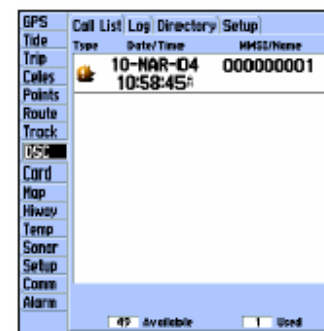 GPS
Tide
Trip
Celes
Points
Route
Track
DSC
Card
Map
Hiway
Temp
Sonar
Setup
Comm
Alarm
Call List Log Directory Setup
Type Date/Time MMSI/Name
10-MAR-04 000000001
10:58:45
49 Available 1 Used